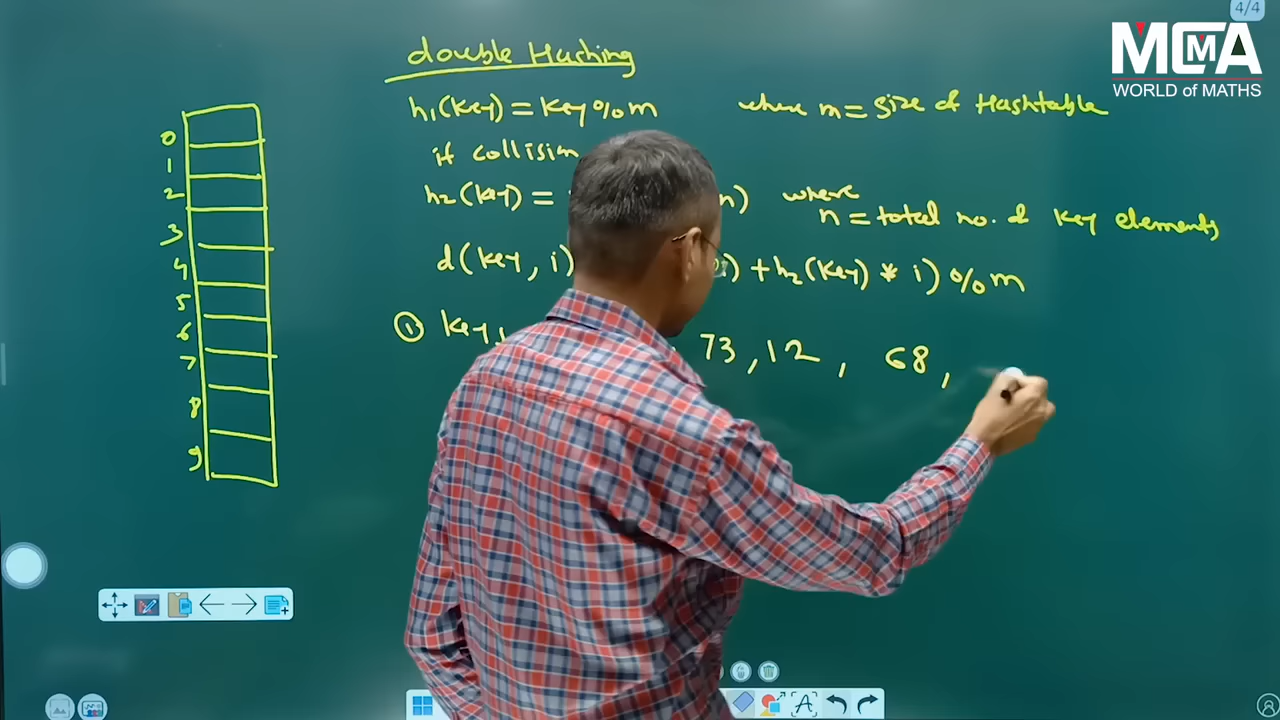 4/4
MCMA
WORLD of MATHS
double Hashing
h₁(key) = key % m where m = size of Hashtable
if collision
h₂(key) = n) where
n = total no. of key elements
d(key, i) + h₂(key) * i) % m
① key, 73, 12, 68,
0
1
2
3
4
5
6
7
8
9